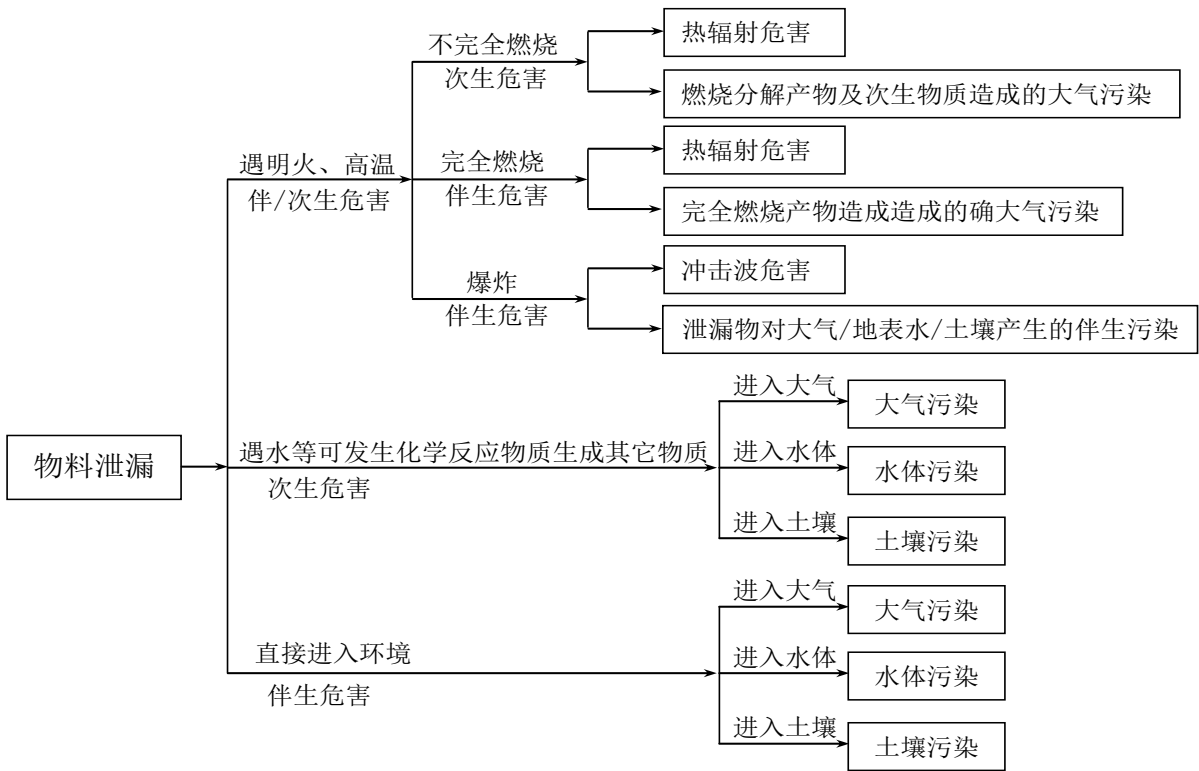 热辐射危害
不完全燃烧
次生危害
燃烧分解产物及次生物质造成的大气污染
热辐射危害
遇明火、高温
完全燃烧
伴/次生危害
伴生危害
完全燃烧产物造成造成的确大气污染
冲击波危害
爆炸
伴生危害
泄漏物对大气/地表水/土壤产生的伴生污染
进入大气
大气污染
物料泄漏
遇水等可发生化学反应物质生成其它物质
进入水体
次生危害
水体污染
进入土壤
土壤污染
进入大气
大气污染
直接进入环境
进入水体
伴生危害
水体污染
进入土壤
土壤污染